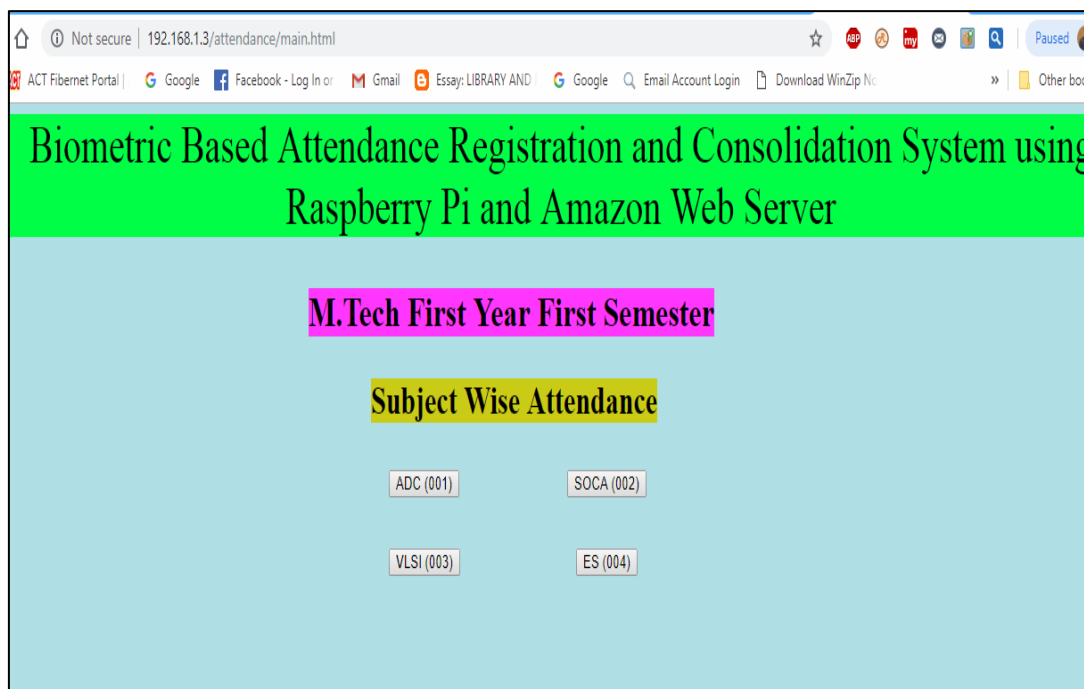 Not secure | 192.168.1.3/attendance/main.html ABP my Paused
ACT Fibernet Portal | Google Facebook - Log In or Gmail Essay: LIBRARY AND Google Email Account Login Download WinZip » Other
Biometric Based Attendance Registration and Consolidation System using
Raspberry Pi and Amazon Web Server
M.Tech First Year First Semester
Subject Wise Attendance
ADC (001) SOCA (002)
VLSI (003) ES (004)